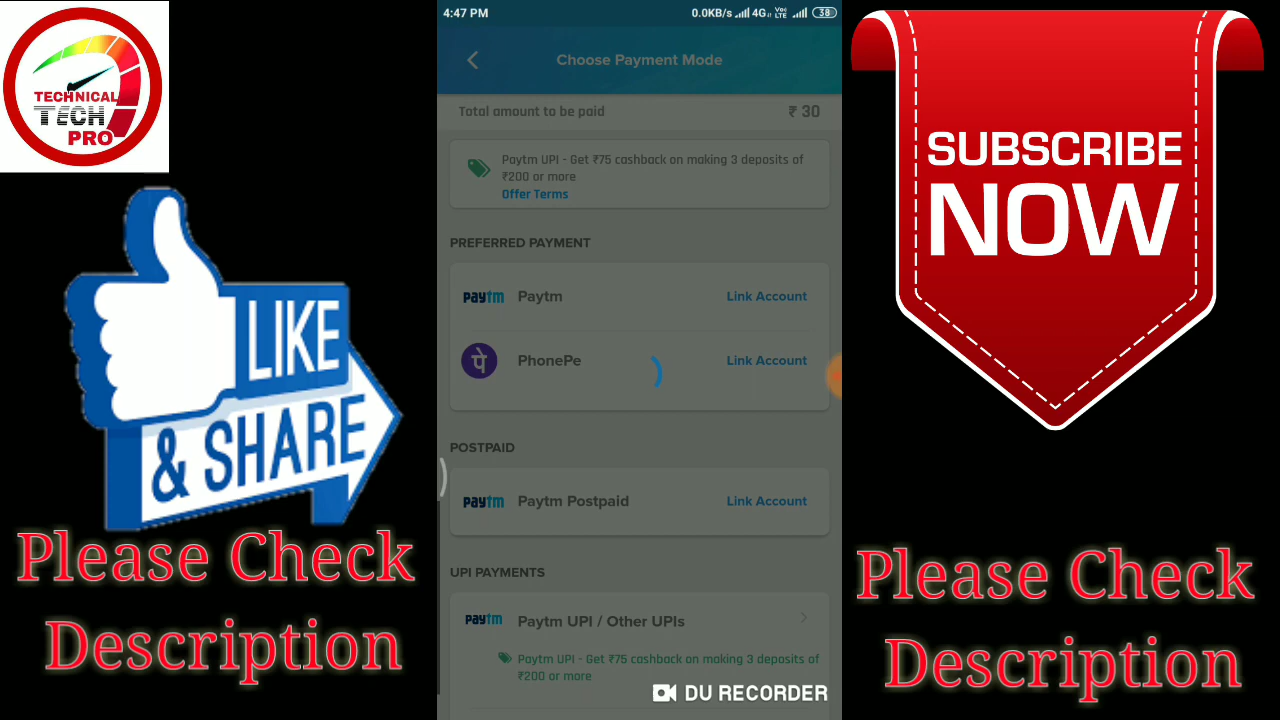 TECHNICAL
TECH
PRO
LIKE
& SHARE
Please Check
Description
4:47 PM
0.0KB/s
4G
Vo
LTE
38
Choose Payment Mode
Total amount to be paid
₹ 30
Paytm UPI - Get ₹75 cashback on making 3 deposits of
₹200 or more
Offer Terms
PREFERRED PAYMENT
paytm Paytm Link Account
पे PhonePe Link Account
POSTPAID
paytm Paytm Postpaid Link Account
UPI PAYMENTS
paytm Paytm UPI / Other UPIs
Paytm UPI - Get ₹75 cashback on making 3 deposits of
₹200 or more
DU RECORDER
SUBSCRIBE
NOW
Please Check
Description